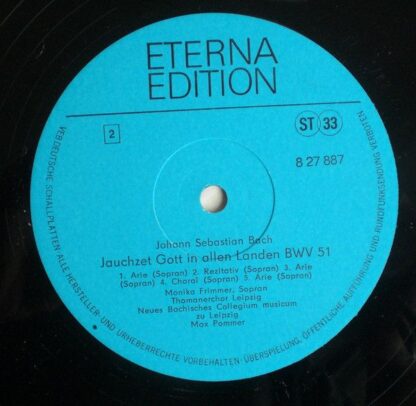 ETERNA
EDITION
2
ST 33
8 27 887
Johann Sebastian Bach
Jauchzet Gott in allen Landen BWV 51
1. Arie (Sopran) 2. Rezitativ (Sopran) 3. Arie
(Sopran) 4. Choral (Sopran) 5. Arie (Sopran)
Monika Frimmer, Sopran
Thomanerchor Leipzig
Neues Bachisches Collegium musicum
zu Leipzig
Max Pommer
VEB DEUTSCHE SCHALLPLATTEN ALLE HERSTELLER- UND URHEBERRECHTE VORBEHALTEN · ÜBERSPIELUNG, ÖFFENTLICHE AUFFÜHRUNG UND RUNDFUNKSENDUNG VERBOTEN